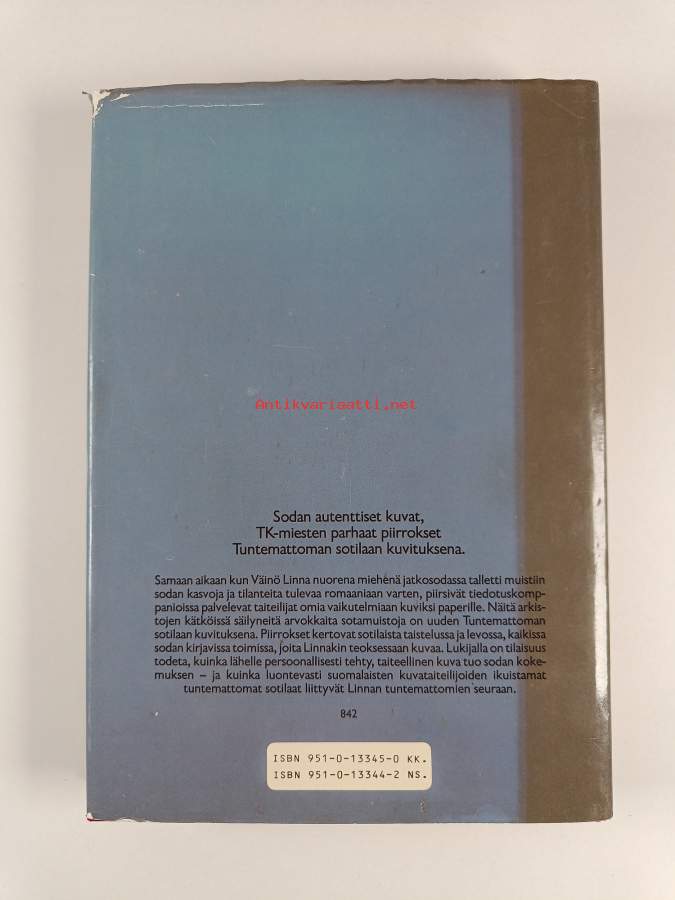 Antikvariaatti.net
Sodan autenttiset kuvat,
TK-miesten parhaat piirrokset
Tuntemattoman sotilaan kuvituksena.
Samaan aikaan kun Väinö Linna nuorena miehenä jatkosodassa talletti muistiin
sodan kasvoja ja tilanteita tulevaa romaaniaan varten, piirsivät tiedotuskomp-
panioissa palvelevat taiteilijat omia vaikutelmiaan kuviksi paperille. Näitä arkis-
tojen kätköissä säilyneitä arvokkaita sotamuistoja on uuden Tuntemattoman
sotilaan kuvituksena. Piirrokset kertovat sotilaista taistelussa ja levossa, kaikissa
sodan kirjavissa toimissa, joita Linnakin teoksessaan kuvaa. Lukijalla on tilaisuus
todeta, kuinka lähelle persoonallisesti tehty, taiteellinen kuva tuo sodan koke-
muksen – ja kuinka luontevasti suomalaisten kuvataiteilijoiden ikuistamat
tuntemattomat sotilaat liittyvät Linnan tuntemattomien seuraan.
842
ISBN 951-0-13345-0 KK.
ISBN 951-0-13344-2 NS.